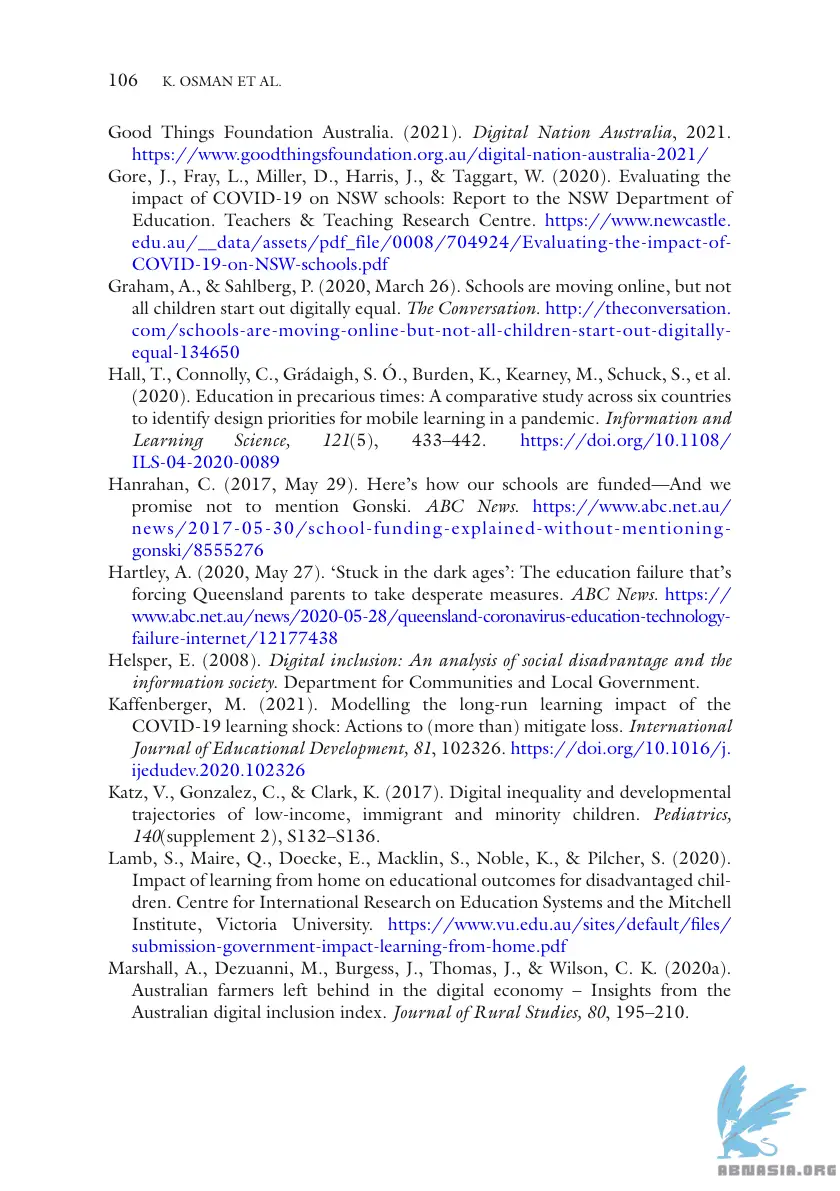 106 K. OSMAN ET AL.
Good Things Foundation Australia. (2021). Digital Nation Australia, 2021.
https://www.goodthingsfoundation.org.au/digital-nation-australia-2021/
Gore, J., Fray, L., Miller, D., Harris, J., & Taggart, W. (2020). Evaluating the
impact of COVID-19 on NSW schools: Report to the NSW Department of
Education. Teachers & Teaching Research Centre. https://www.newcastle.
edu.au/__data/assets/pdf_file/0008/704924/Evaluating-the-impact-of-
COVID-19-on-NSW-schools.pdf
Graham, A., & Sahlberg, P. (2020, March 26). Schools are moving online, but not
all children start out digitally equal. The Conversation. http://theconversation.
com/schools-are-moving-online-but-not-all-children-start-out-digitally-
equal-134650
Hall, T., Connolly, C., Grádaigh, S. Ó., Burden, K., Kearney, M., Schuck, S., et al.
(2020). Education in precarious times: A comparative study across six countries
to identify design priorities for mobile learning in a pandemic. Information and
Learning Science, 121(5), 433–442. https://doi.org/10.1108/
ILS-04-2020-0089
Hanrahan, C. (2017, May 29). Here's how our schools are funded—And we
promise not to mention Gonski. ABC News. https://www.abc.net.au/
news/2017-05-30/school-funding-explained-without-mentioning-
gonski/8555276
Hartley, A. (2020, May 27). 'Stuck in the dark ages': The education failure that's
forcing Queensland parents to take desperate measures. ABC News. https://
www.abc.net.au/news/2020-05-28/queensland-coronavirus-education-technology-
failure-internet/12177438
Helsper, E. (2008). Digital inclusion: An analysis of social disadvantage and the
information society. Department for Communities and Local Government.
Kaffenberger, M. (2021). Modelling the long-run learning impact of the
COVID-19 learning shock: Actions to (more than) mitigate loss. International
Journal of Educational Development, 81, 102326. https://doi.org/10.1016/j.
ijedudev.2020.102326
Katz, V., Gonzalez, C., & Clark, K. (2017). Digital inequality and developmental
trajectories of low-income, immigrant and minority children. Pediatrics,
140(supplement 2), S132–S136.
Lamb, S., Maire, Q., Doecke, E., Macklin, S., Noble, K., & Pilcher, S. (2020).
Impact of learning from home on educational outcomes for disadvantaged chil-
dren. Centre for International Research on Education Systems and the Mitchell
Institute, Victoria University. https://www.vu.edu.au/sites/default/files/
submission-government-impact-learning-from-home.pdf
Marshall, A., Dezuanni, M., Burgess, J., Thomas, J., & Wilson, C. K. (2020a).
Australian farmers left behind in the digital economy – Insights from the
Australian digital inclusion index. Journal of Rural Studies, 80, 195–210.
ABNASIA.ORG